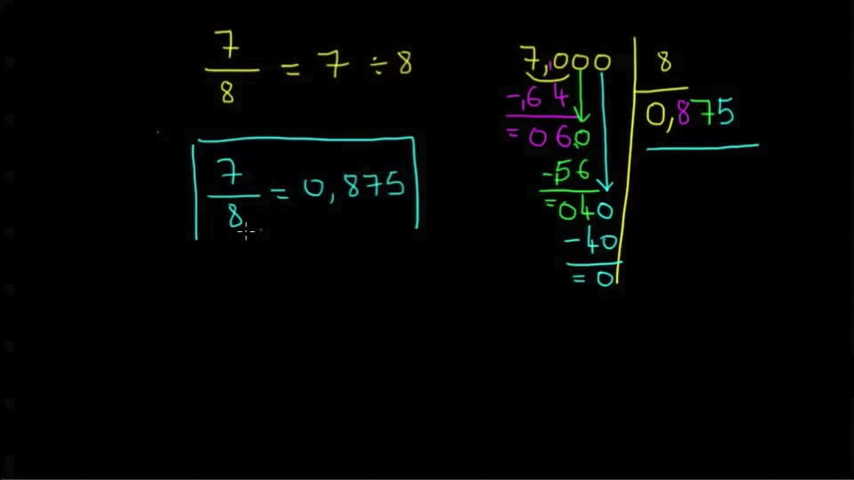 7/8 = 7 ÷ 8
7/8 = 0,875
7,000 | 8
-,64 | 0,875
= 060
-56
=040
-40
= 0